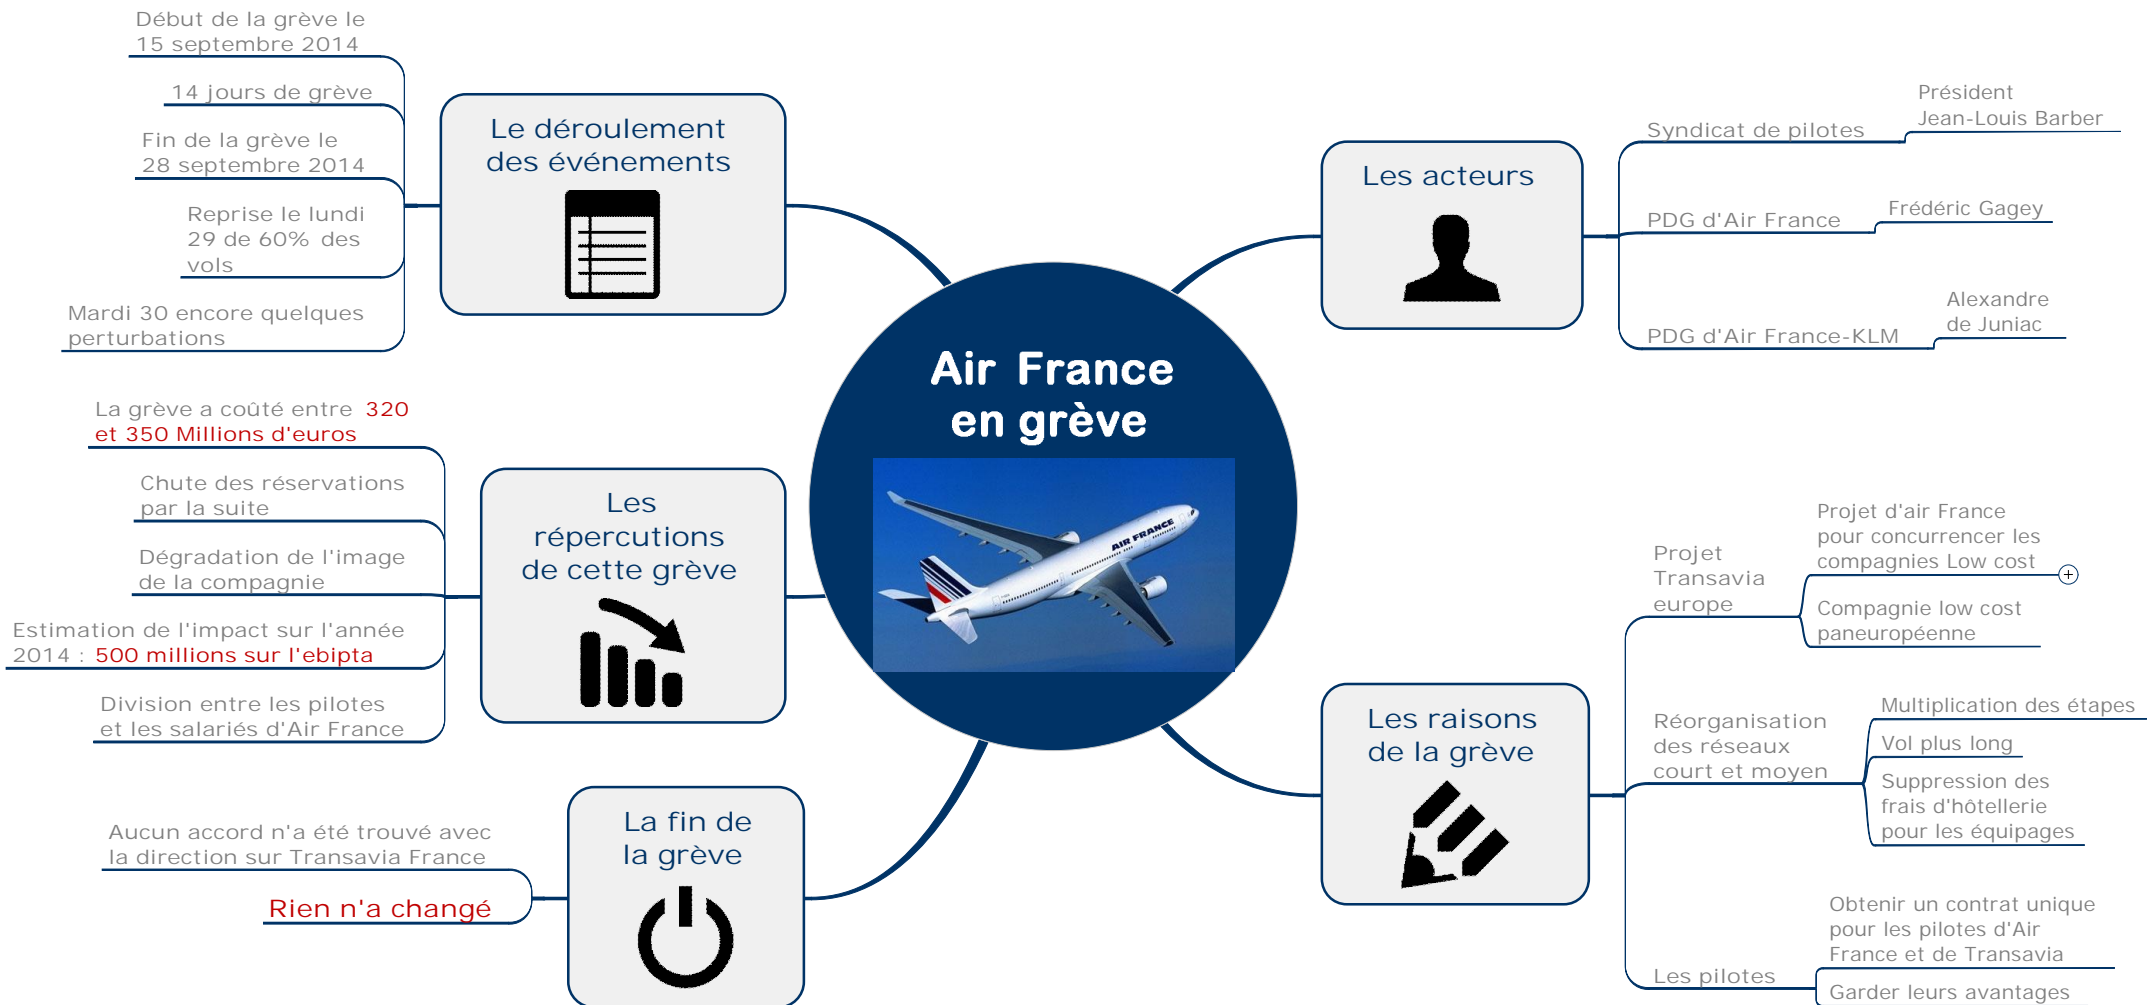 Air France
en grève
AIR FRANCE
Le déroulement
des événements
Début de la grève le
15 septembre 2014
14 jours de grève
Fin de la grève le
28 septembre 2014
Reprise le lundi
29 de 60% des
vols
Mardi 30 encore quelques
perturbations
Les
répercutions
de cette grève
La grève a coûté entre 320
et 350 Millions d'euros
Chute des réservations
par la suite
Dégradation de l'image
de la compagnie
Estimation de l'impact sur l'année
2014 : 500 millions sur l'ebipta
Division entre les pilotes
et les salariés d'Air France
La fin de
la grève
Aucun accord n'a été trouvé avec
la direction sur Transavia France
Rien n'a changé
Les acteurs
Syndicat de pilotes
Président
Jean-Louis Barber
PDG d'Air France
Frédéric Gagey
PDG d'Air France-KLM
Alexandre
de Juniac
Les raisons
de la grève
Projet
Transavia
europe
Projet d'air France
pour concurrencer les
compagnies Low cost
Compagnie low cost
paneuropéenne
Réorganisation
des réseaux
court et moyen
Multiplication des étapes
Vol plus long
Suppression des
frais d'hôtellerie
pour les équipages
Les pilotes
Obtenir un contrat unique
pour les pilotes d'Air
France et de Transavia
Garder leurs avantages